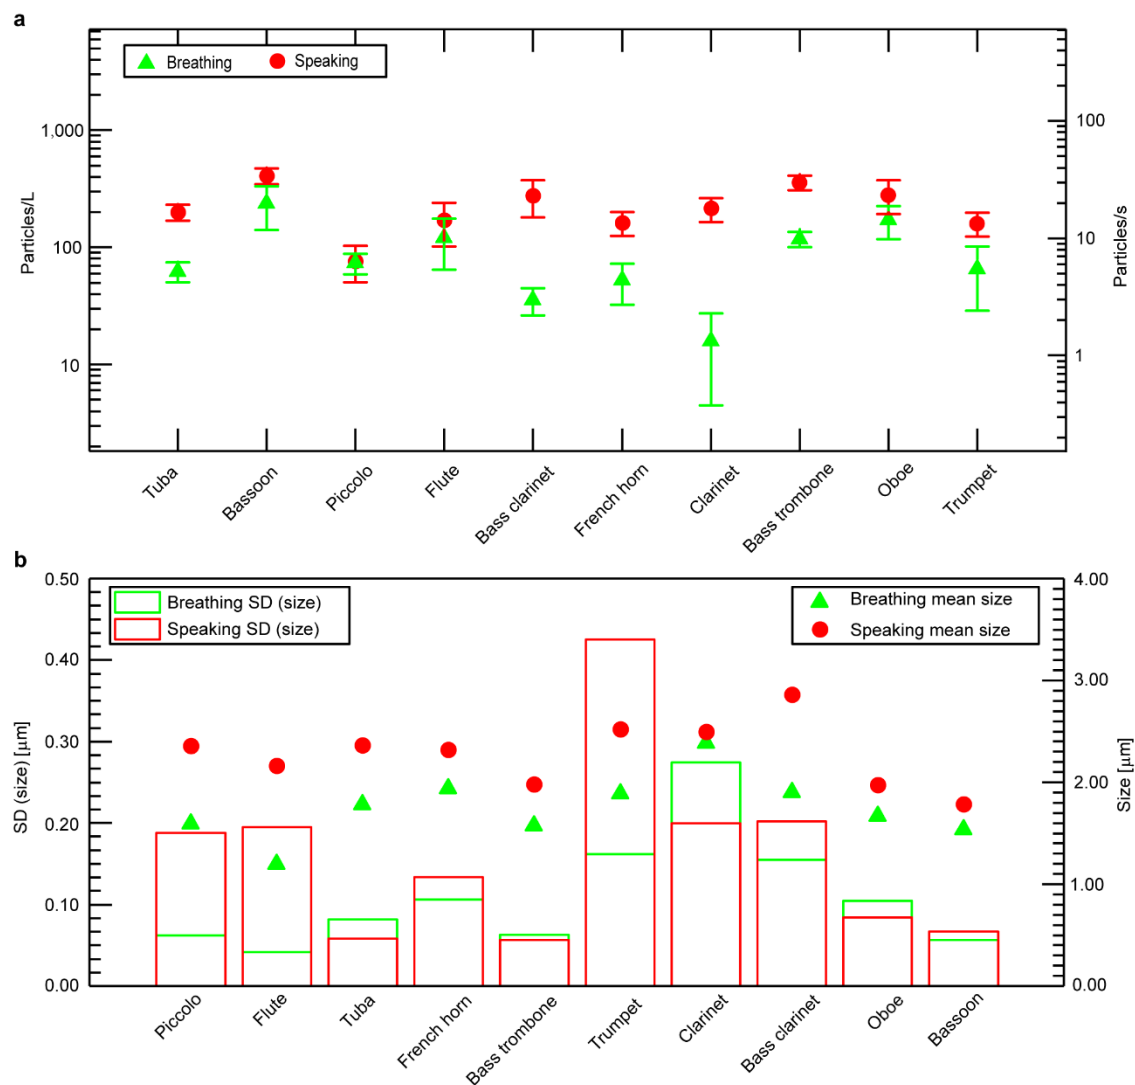 a
Breathing
Speaking
1,000
100
10
Particles/L
100
10
1
Particles/s
Tuba
Bassoon
Piccolo
Flute
Bass clarinet
French horn
Clarinet
Bass trombone
Oboe
Trumpet
b
Breathing SD (size)
Speaking SD (size)
Breathing mean size
Speaking mean size
0.50
0.40
0.30
0.20
0.10
0.00
SD (size) [μm]
4.00
3.00
2.00
1.00
0.00
Size [μm]
Piccolo
Flute
Tuba
French horn
Bass trombone
Trumpet
Clarinet
Bass clarinet
Oboe
Bassoon